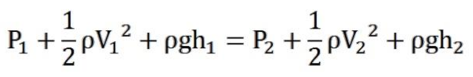 P₁ + 1/2 ρV₁² + ρgh₁ = P₂ + 1/2 ρV₂² + ρgh₂